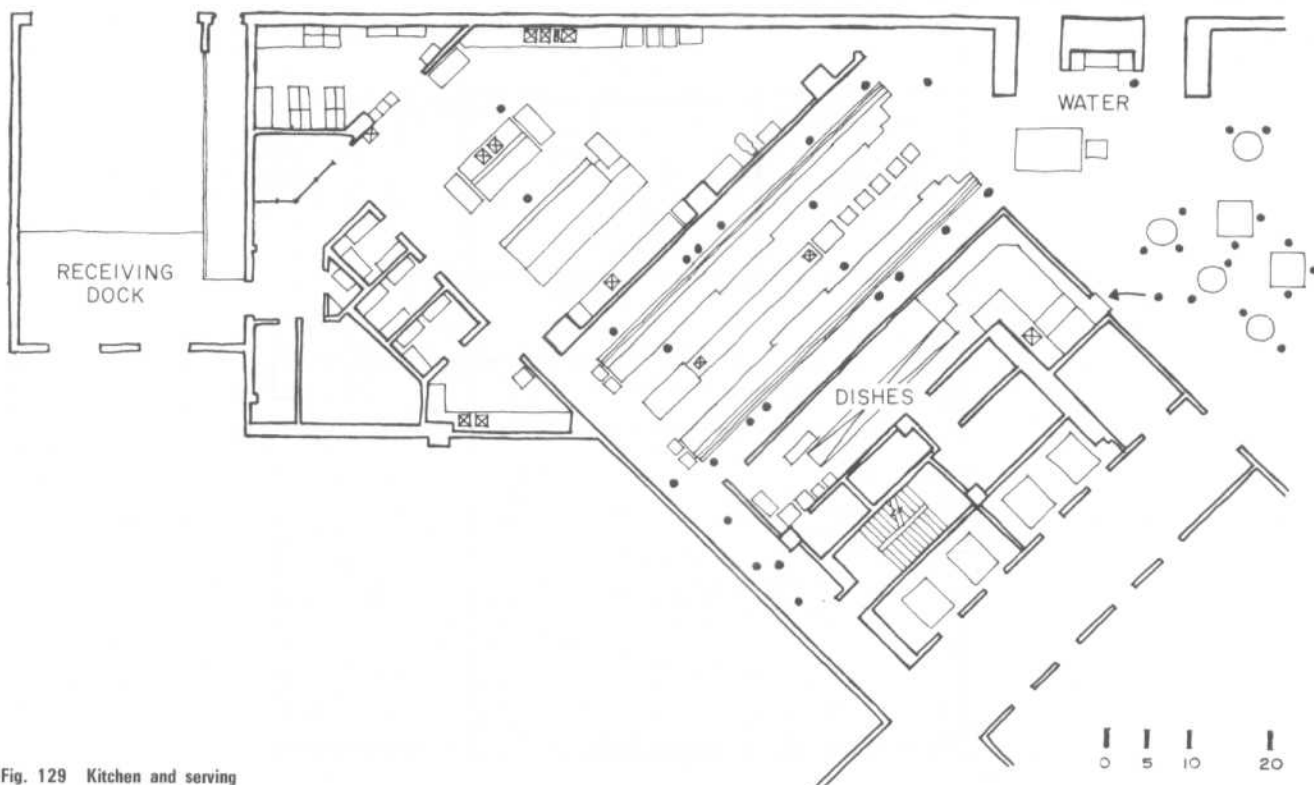 WATER
RECEIVING
DOCK
DISHES
0 5 10 20
Fig. 129 Kitchen and serving